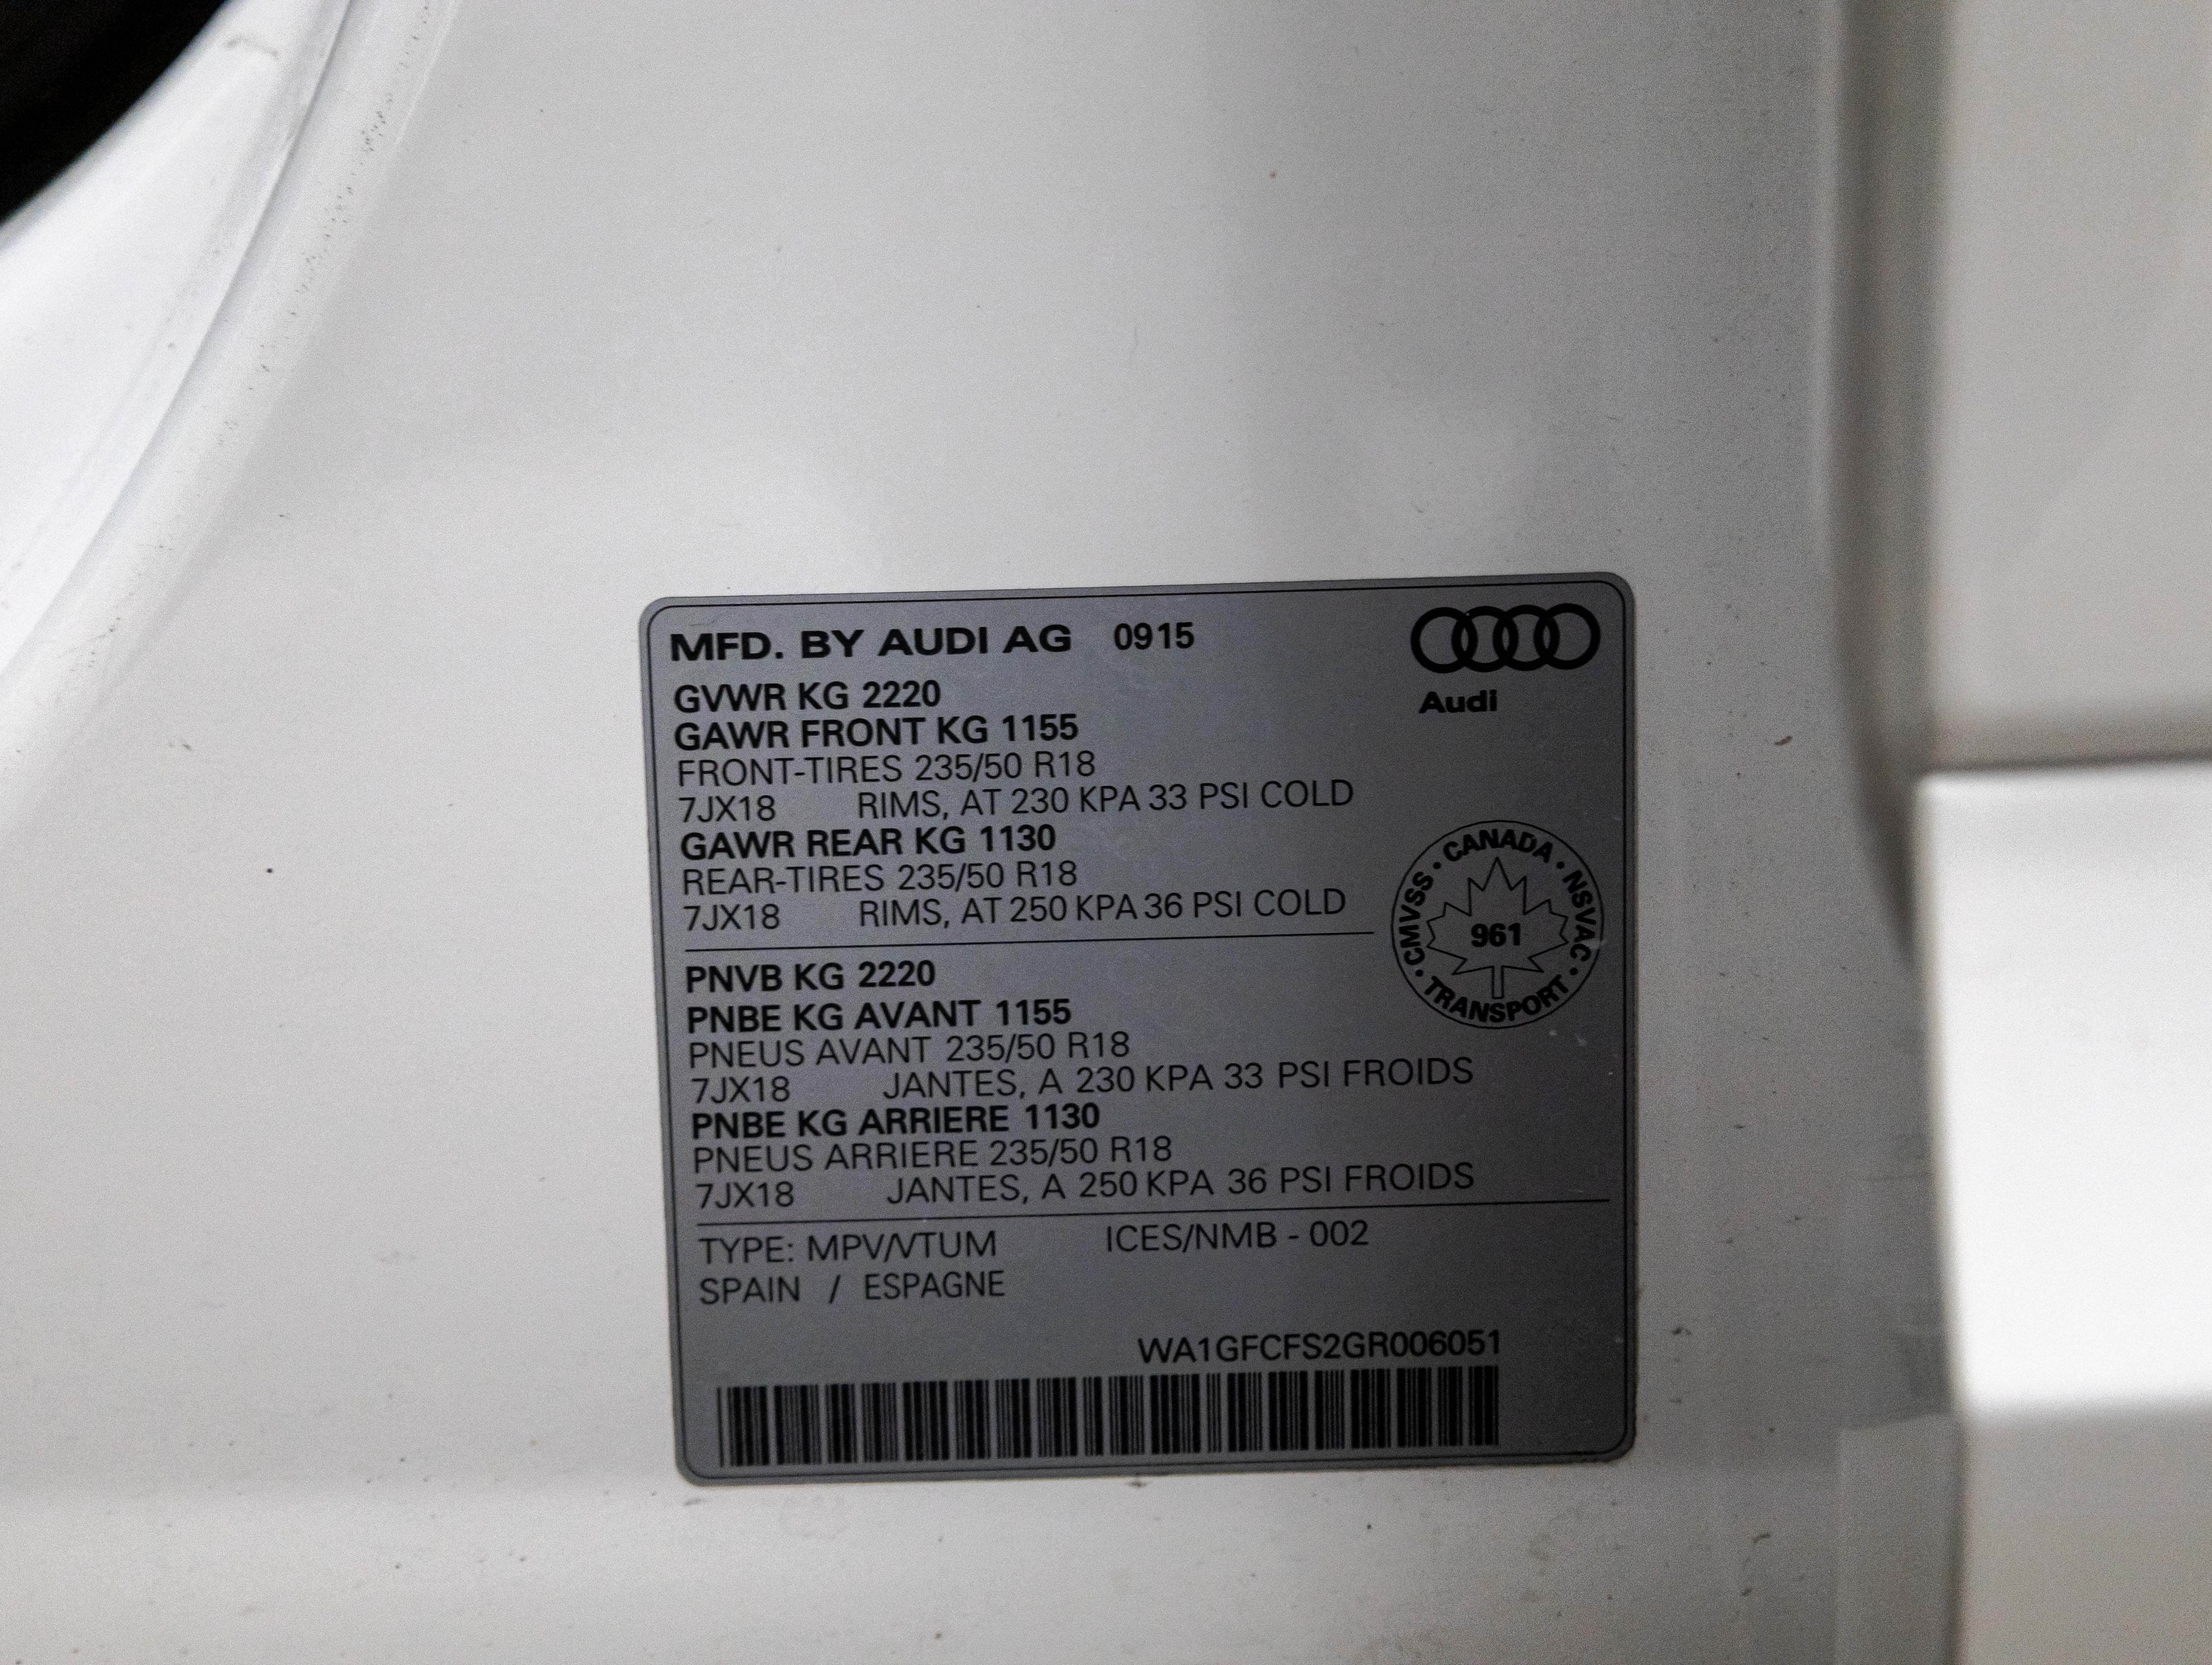 MFD. BY AUDI AG 0915
Audi
GVWR KG 2220
GAWR FRONT KG 1155
FRONT-TIRES 235/50 R18
7JX18 RIMS, AT 230 KPA 33 PSI COLD
GAWR REAR KG 1130
REAR-TIRES 235/50 R18
7JX18 RIMS, AT 250 KPA 36 PSI COLD
CMVSS · CANADA · NSVAC · TRANSPORT ·
961
PNVB KG 2220
PNBE KG AVANT 1155
PNEUS AVANT 235/50 R18
7JX18 JANTES, A 230 KPA 33 PSI FROIDS
PNBE KG ARRIERE 1130
PNEUS ARRIERE 235/50 R18
7JX18 JANTES, A 250 KPA 36 PSI FROIDS
TYPE: MPV/VTUM ICES/NMB - 002
SPAIN / ESPAGNE
WA1GFCFS2GR006051